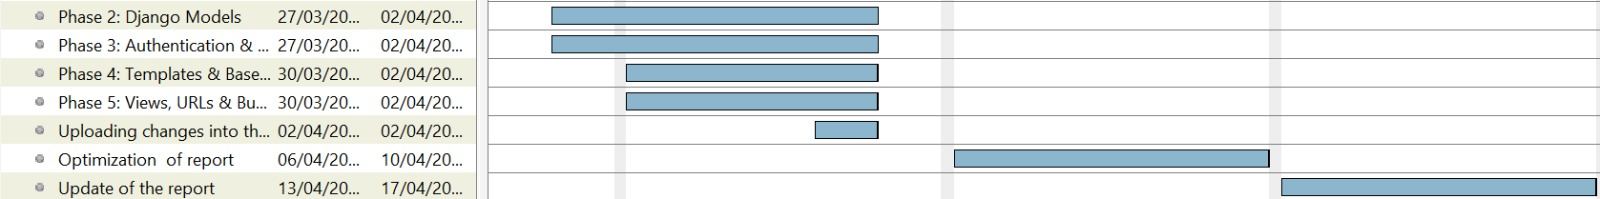 Phase 2: Django Models 27/03/20... 02/04/20...
Phase 3: Authentication & ... 27/03/20... 02/04/20...
Phase 4: Templates & Base... 30/03/20... 02/04/20...
Phase 5: Views, URLs & Bu... 30/03/20... 02/04/20...
Uploading changes into th... 02/04/20... 02/04/20...
Optimization of report 06/04/20... 10/04/20...
Update of the report 13/04/20... 17/04/20...